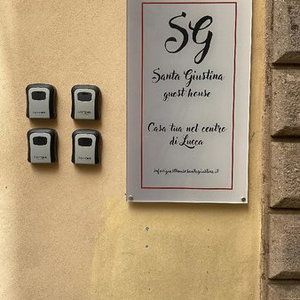 SG
Santa Giustina
guest house
Casa tua nel centro
di Lucca